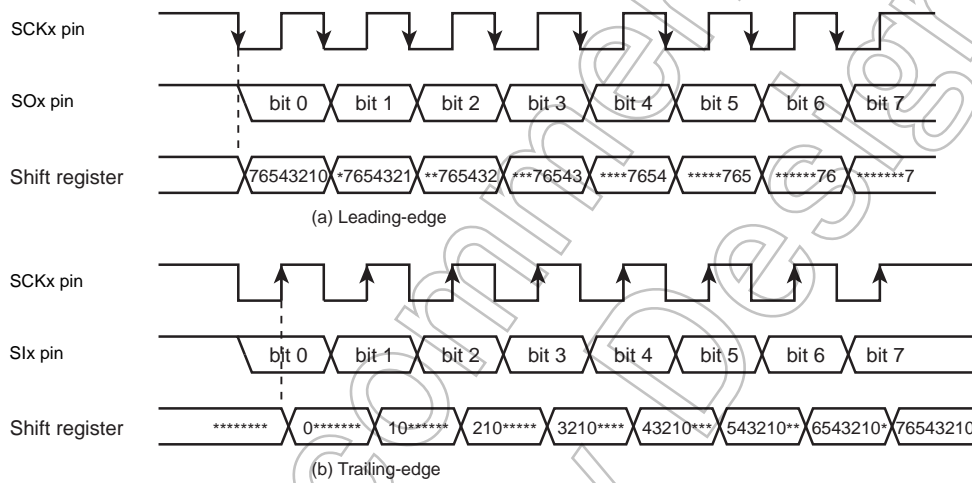 SCKx pin
SOx pin
bit 0 bit 1 bit 2 bit 3 bit 4 bit 5 bit 6 bit 7
Shift register
76543210 *7654321 **765432 ***76543 ****7654 *****765 ******76 *******7
(a) Leading-edge
SCKx pin
SIx pin
bit 0 bit 1 bit 2 bit 3 bit 4 bit 5 bit 6 bit 7
Shift register
******** 0******* 10****** 210***** 3210**** 43210*** 543210** 6543210* 76543210
(b) Trailing-edge